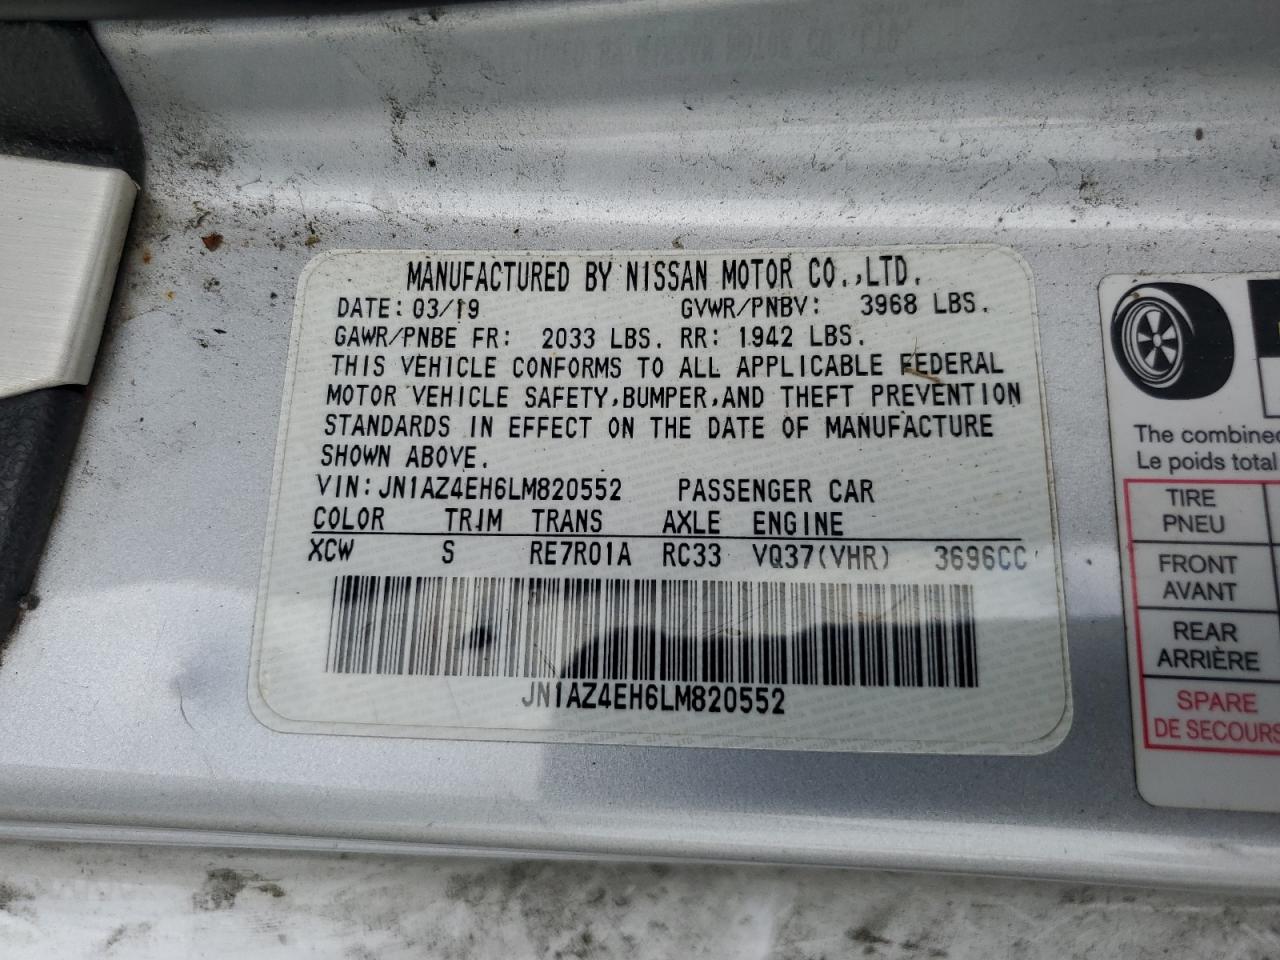 MANUFACTURED BY NISSAN MOTOR CO.,LTD.
DATE: 03/19 GVWR/PNBV: 3968 LBS.
GAWR/PNBE FR: 2033 LBS. RR: 1942 LBS.
THIS VEHICLE CONFORMS TO ALL APPLICABLE FEDERAL
MOTOR VEHICLE SAFETY, BUMPER, AND THEFT PREVENTION
STANDARDS IN EFFECT ON THE DATE OF MANUFACTURE
SHOWN ABOVE.
VIN: JN1AZ4EH6LM820552 PASSENGER CAR
COLOR TRIM TRANS AXLE ENGINE
XCW S RE7R01A RC33 VQ37(VHR) 3696CC
JN1AZ4EH6LM820552
The combined
Le poids total
TIRE
PNEU
FRONT
AVANT
REAR
ARRIÈRE
SPARE
DE SECOURS